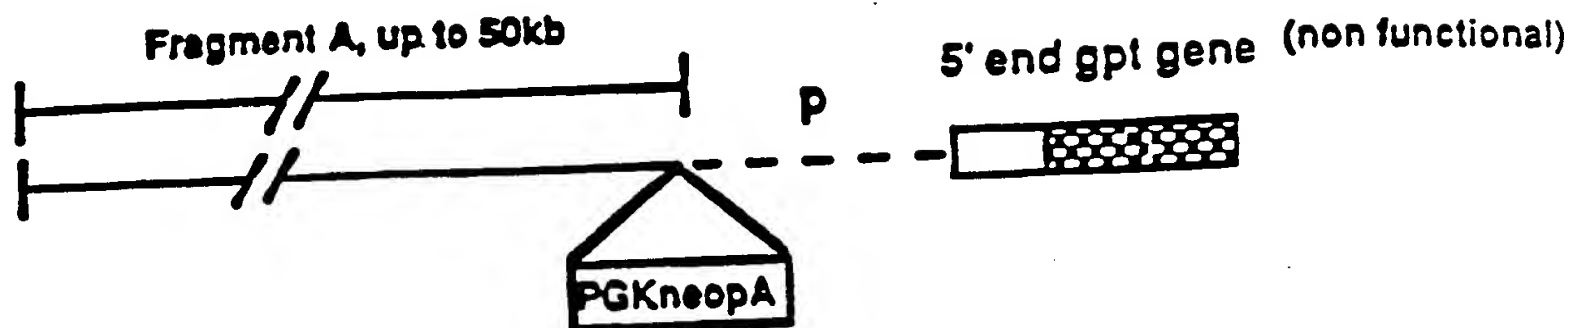 Fragment A, up to 50kb
5' end gpt gene (non functional)
p
PGKneopA